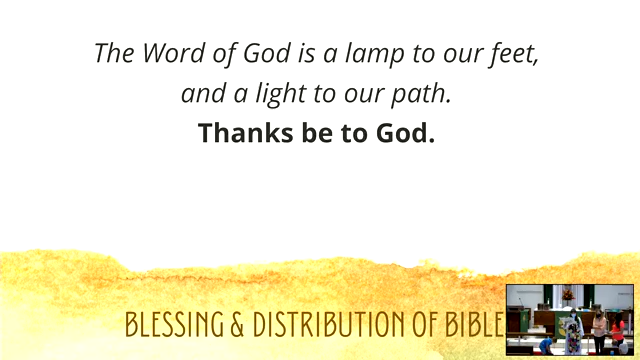 The Word of God is a lamp to our feet,
and a light to our path.
Thanks be to God.
BLESSING & DISTRIBUTION OF BIBLE